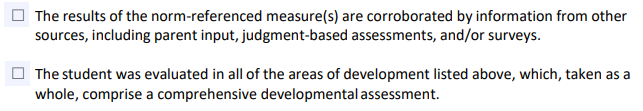 ☐ The results of the norm-referenced measure(s) are corroborated by information from other
sources, including parent input, judgment-based assessments, and/or surveys.
☐ The student was evaluated in all of the areas of development listed above, which, taken as a
whole, comprise a comprehensive developmental assessment.